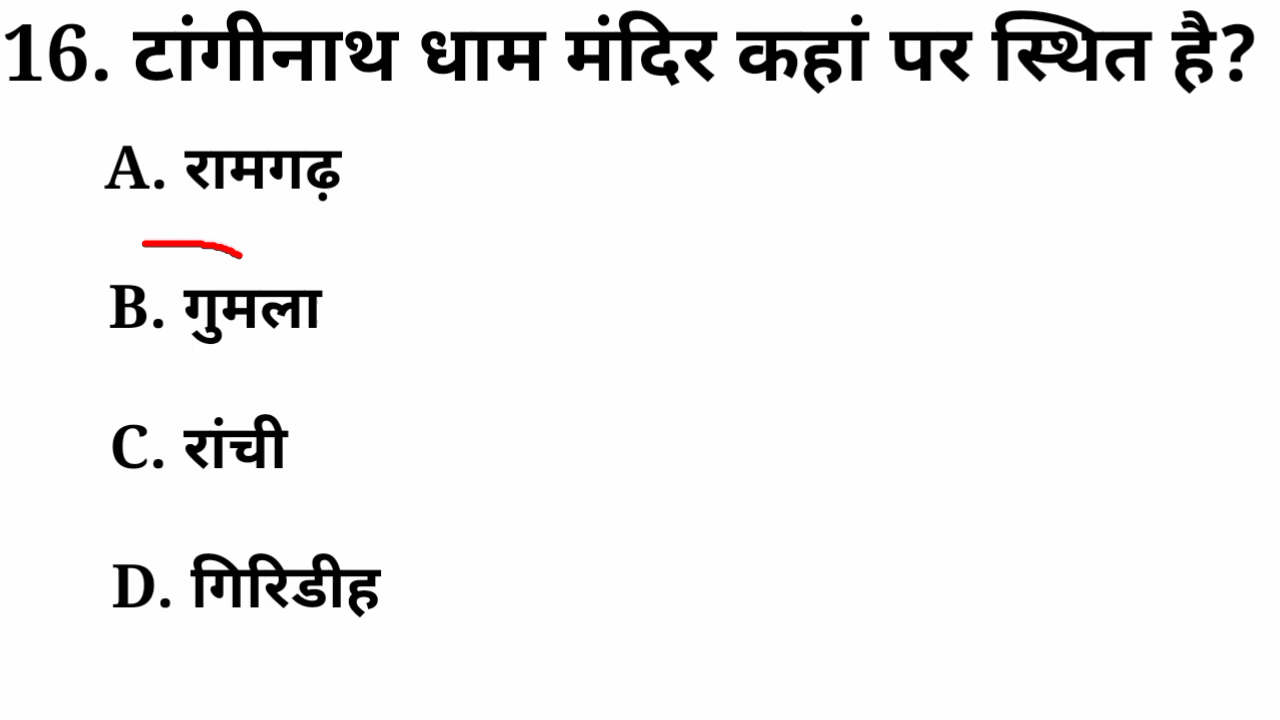 16. टांगीनाथ धाम मंदिर कहां पर स्थित है?
A. रामगढ़
B. गुमला
C. रांची
D. गिरिडीह